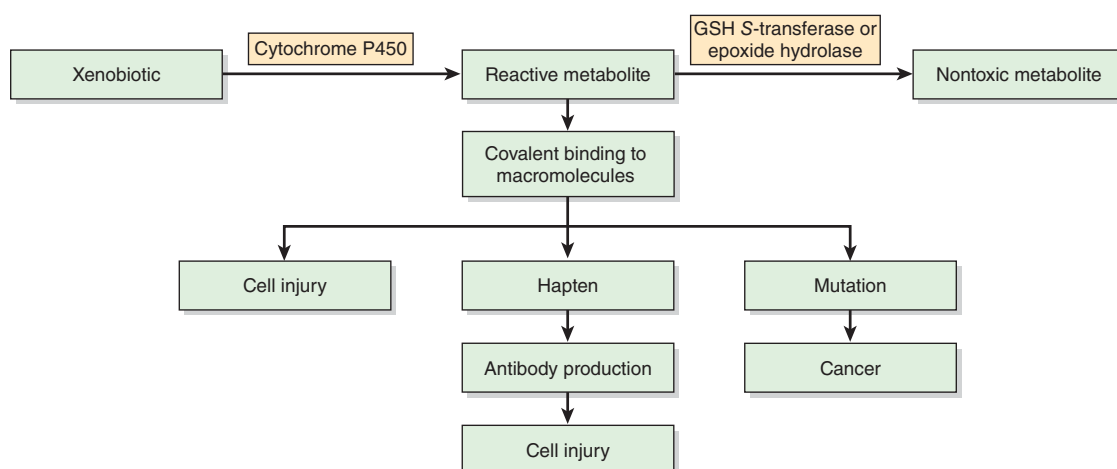 Cytochrome P450
GSH S-transferase or
epoxide hydrolase
Xenobiotic
Reactive metabolite
Nontoxic metabolite
Covalent binding to
macromolecules
Cell injury
Hapten
Mutation
Antibody production
Cancer
Cell injury